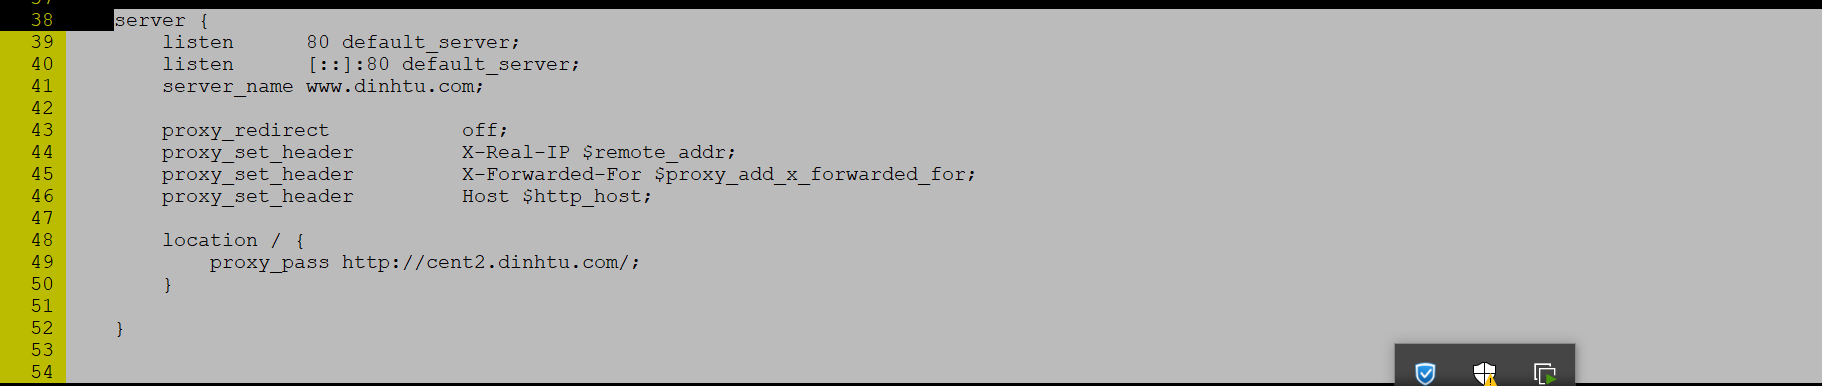 37
38 server {
39 listen 80 default_server;
40 listen [::]:80 default_server;
41 server_name www.dinhtu.com;
42
43 proxy_redirect off;
44 proxy_set_header X-Real-IP $remote_addr;
45 proxy_set_header X-Forwarded-For $proxy_add_x_forwarded_for;
46 proxy_set_header Host $http_host;
47
48 location / {
49 proxy_pass http://cent2.dinhtu.com/;
50 }
51
52 }
53
54